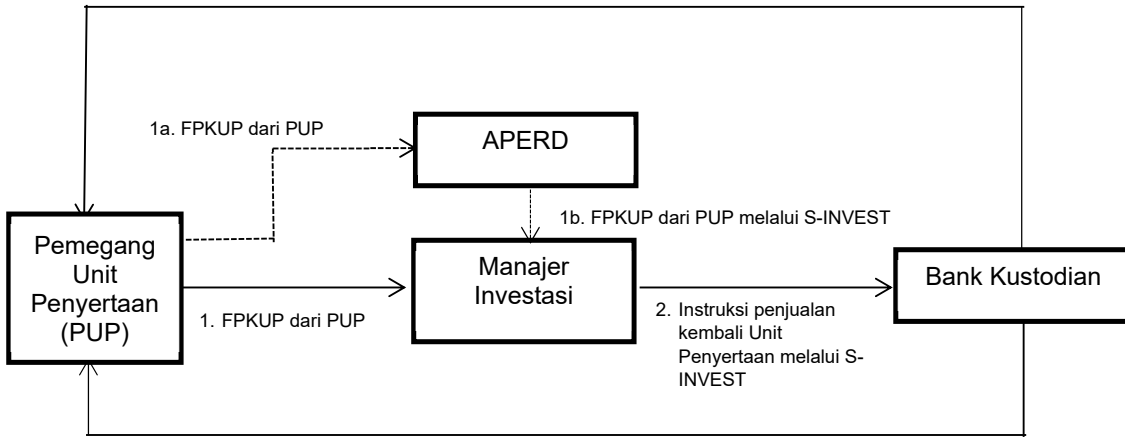 1a. FPKUP dari PUP
APERD
1b. FPKUP dari PUP melalui S-INVEST
Pemegang
Unit
Penyertaan
(PUP)
Manajer
Investasi
Bank Kustodian
1. FPKUP dari PUP
2. Instruksi penjualan
kembali Unit
Penyertaan melalui S-
INVEST